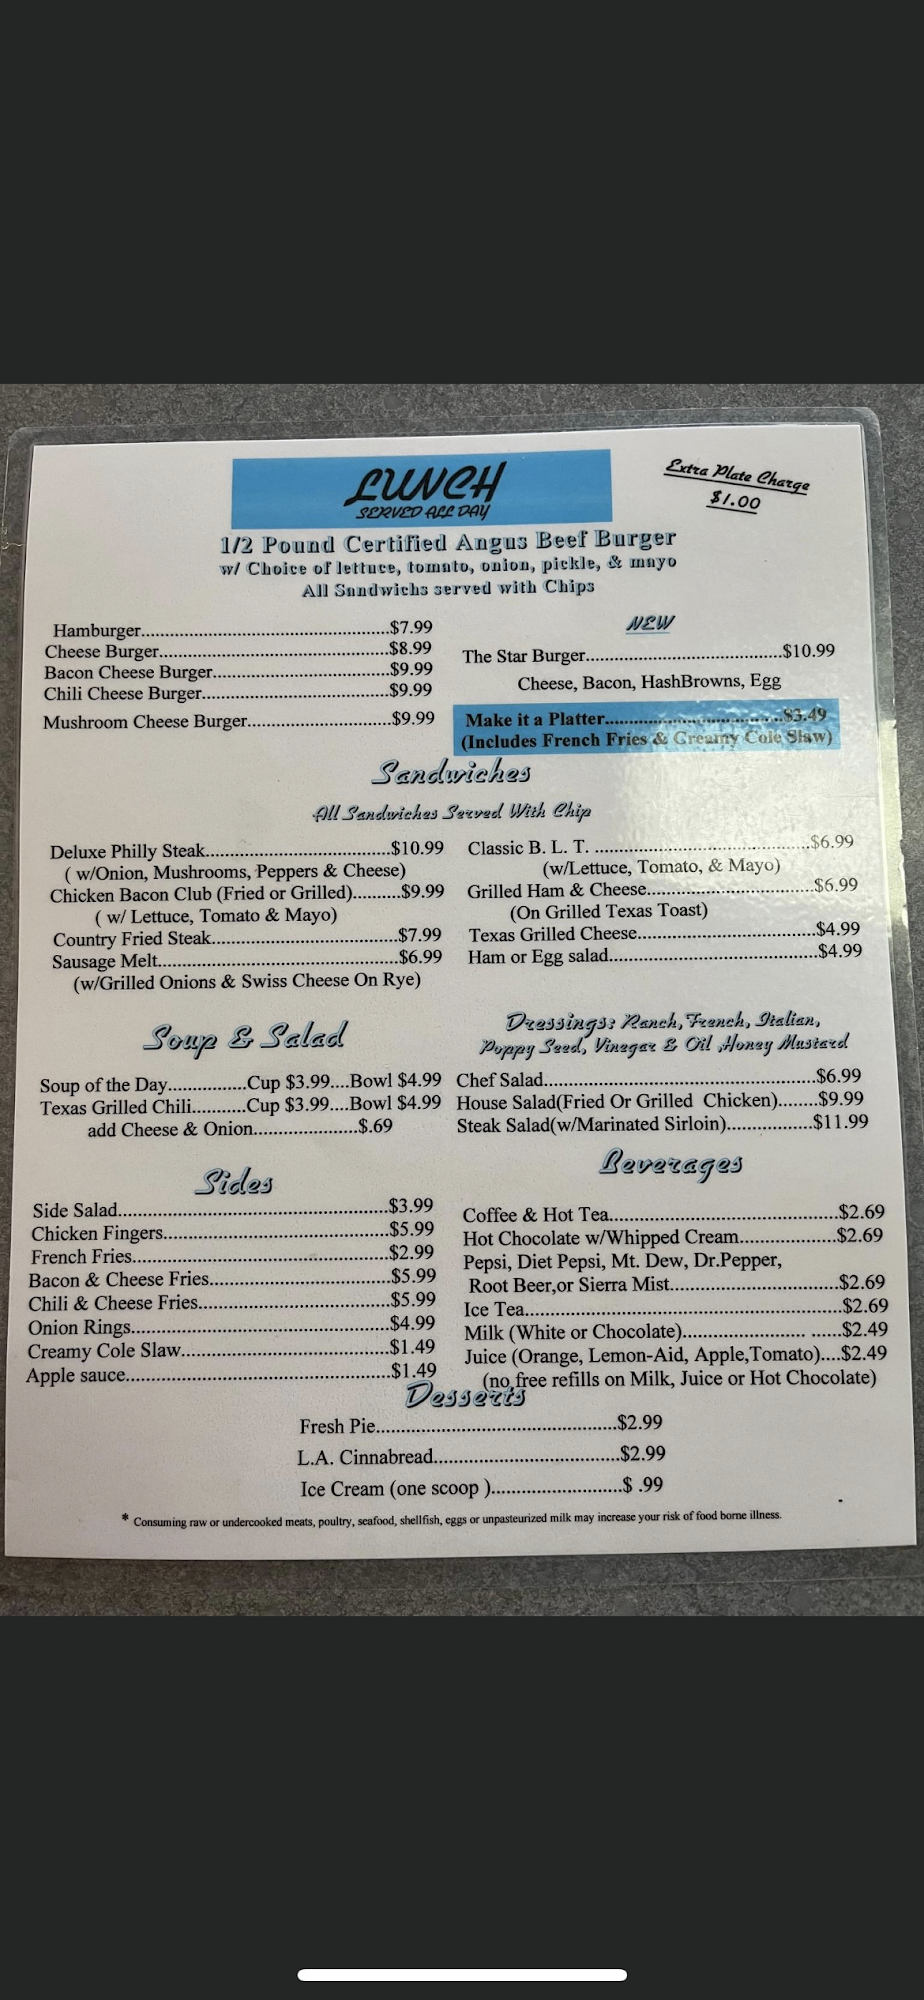 LUNCH
SERVED ALL DAY
Extra Plate Charge
$1.00
1/2 Pound Certified Angus Beef Burger
w/ Choice of lettuce, tomato, onion, pickle, & mayo
All Sandwichs served with Chips
Hamburger..........................................$7.99
Cheese Burger.......................................$8.99
Bacon Cheese Burger..............................$9.99
Chili Cheese Burger................................$9.99
Mushroom Cheese Burger........................$9.99
NEW
The Star Burger.....................................$10.99
Cheese, Bacon, HashBrowns, Egg
Make it a Platter.................................$3.49
(Includes French Fries & Creamy Cole Slaw)
Sandwiches
All Sandwiches Served With Chip
Deluxe Philly Steak...............................$10.99
( w/Onion, Mushrooms, Peppers & Cheese)
Chicken Bacon Club (Fried or Grilled)..........$9.99
( w/ Lettuce, Tomato & Mayo)
Country Fried Steak................................$7.99
Sausage Melt.........................................$6.99
(w/Grilled Onions & Swiss Cheese On Rye)
Classic B. L. T. ......................................$6.99
(w/Lettuce, Tomato, & Mayo)
Grilled Ham & Cheese.............................$6.99
(On Grilled Texas Toast)
Texas Grilled Cheese..............................$4.99
Ham or Egg salad...................................$4.99
Soup & Salad
Soup of the Day..............Cup $3.99....Bowl $4.99
Texas Grilled Chili..........Cup $3.99....Bowl $4.99
add Cheese & Onion...................$.69
Dressings: Ranch, French, Italian,
Poppy Seed, Vinegar & Oil ,Honey Mustard
Chef Salad.............................................$6.99
House Salad(Fried Or Grilled Chicken)........$9.99
Steak Salad(w/Marinated Sirloin)................$11.99
Sides
Side Salad..............................................$3.99
Chicken Fingers.......................................$5.99
French Fries............................................$2.99
Bacon & Cheese Fries...............................$5.99
Chili & Cheese Fries.................................$5.99
Onion Rings............................................$4.99
Creamy Cole Slaw....................................$1.49
Apple sauce.............................................$1.49
Beverages
Coffee & Hot Tea.......................................$2.69
Hot Chocolate w/Whipped Cream.................$2.69
Pepsi, Diet Pepsi, Mt. Dew, Dr.Pepper,
Root Beer,or Sierra Mist.............................$2.69
Ice Tea......................................................$2.69
Milk (White or Chocolate)..................... ......$2.49
Juice (Orange, Lemon-Aid, Apple,Tomato)....$2.49
(no free refills on Milk, Juice or Hot Chocolate)
Desserts
Fresh Pie..........................................$2.99
L.A. Cinnabread................................$2.99
Ice Cream (one scoop ).........................$ .99
* Consuming raw or undercooked meats, poultry, seafood, shellfish, eggs or unpasteurized milk may increase your risk of food borne illness.